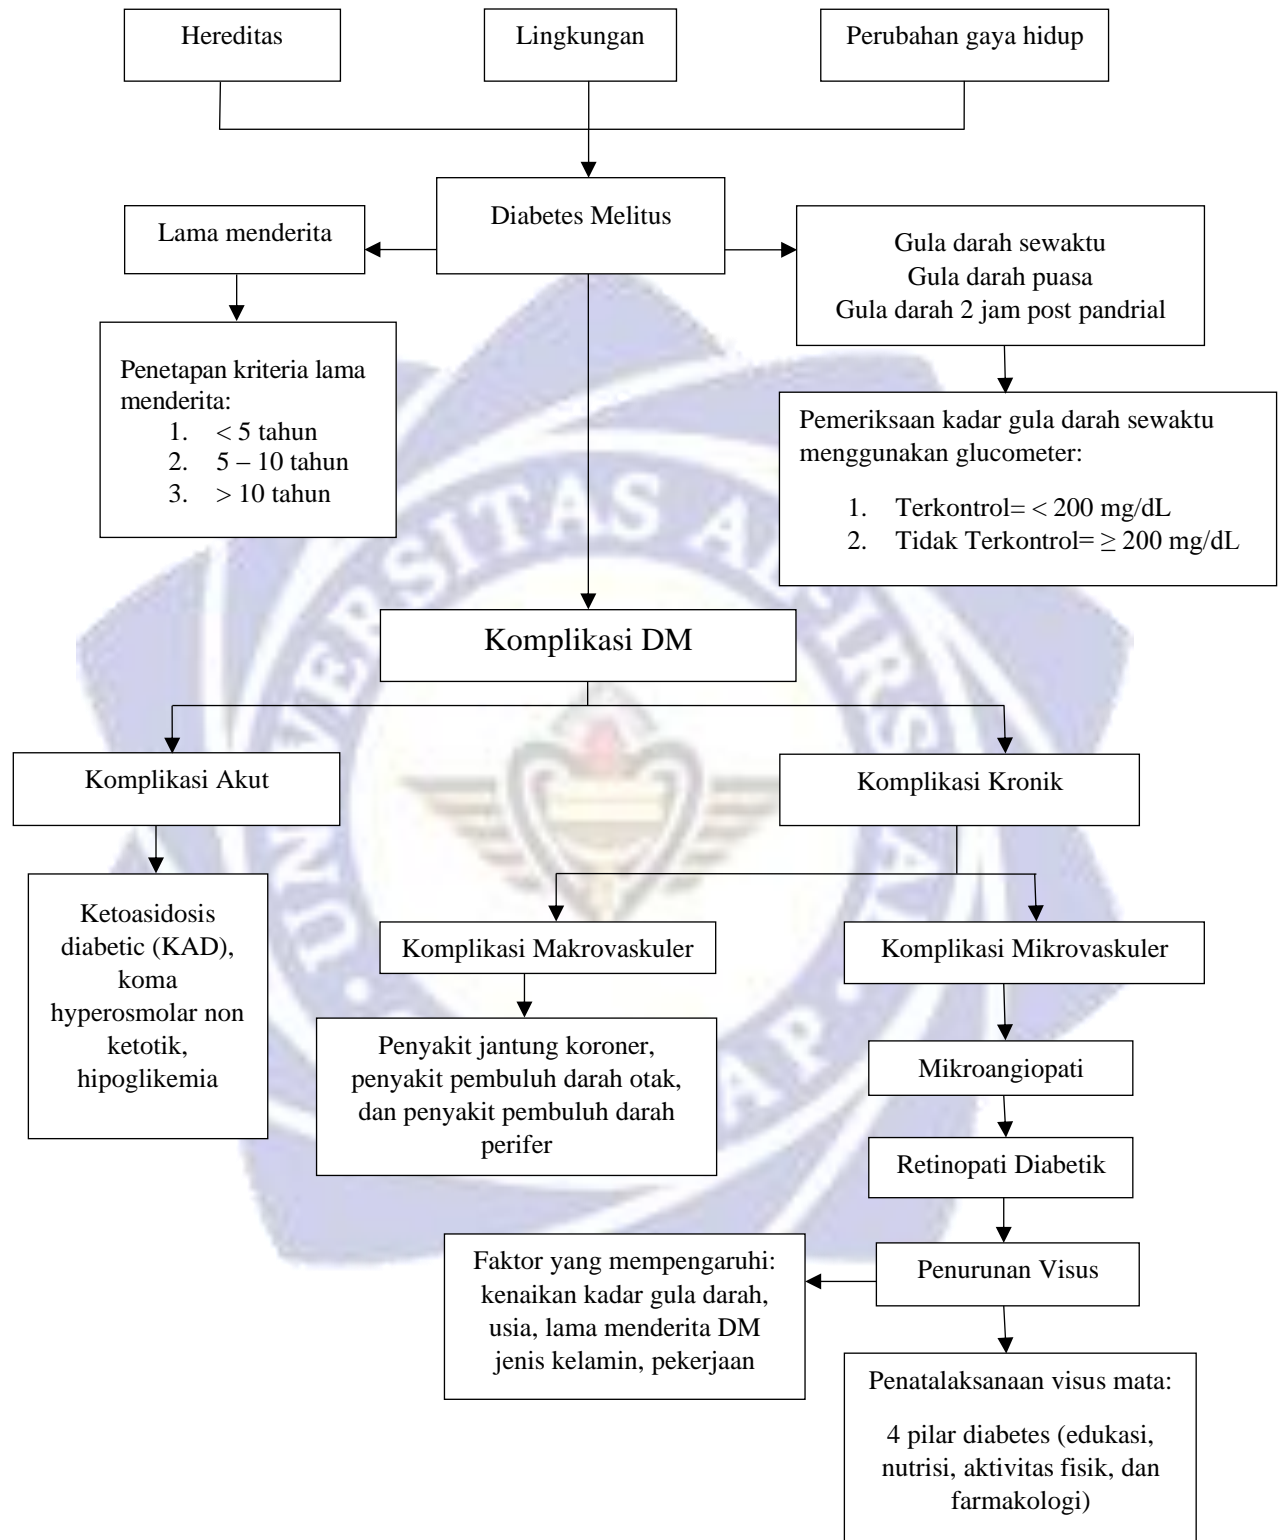 Hereditas
Lingkungan
Perubahan gaya hidup
Diabetes Melitus
Lama menderita
Gula darah sewaktu
Gula darah puasa
Gula darah 2 jam post pandrial
Penetapan kriteria lama
menderita:
1. < 5 tahun
2. 5 – 10 tahun
3. > 10 tahun
Pemeriksaan kadar gula darah sewaktu
menggunakan glucometer:
1. Terkontrol= < 200 mg/dL
2. Tidak Terkontrol= ≥ 200 mg/dL
Komplikasi DM
Komplikasi Akut
Komplikasi Kronik
Ketoasidosis
diabetic (KAD),
koma
hyperosmolar non
ketotik,
hipoglikemia
Komplikasi Makrovaskuler
Komplikasi Mikrovaskuler
Penyakit jantung koroner,
penyakit pembuluh darah otak,
dan penyakit pembuluh darah
perifer
Mikroangiopati
Retinopati Diabetik
Penurunan Visus
Faktor yang mempengaruhi:
kenaikan kadar gula darah,
usia, lama menderita DM
jenis kelamin, pekerjaan
Penatalaksanaan visus mata:
4 pilar diabetes (edukasi,
nutrisi, aktivitas fisik, dan
farmakologi)